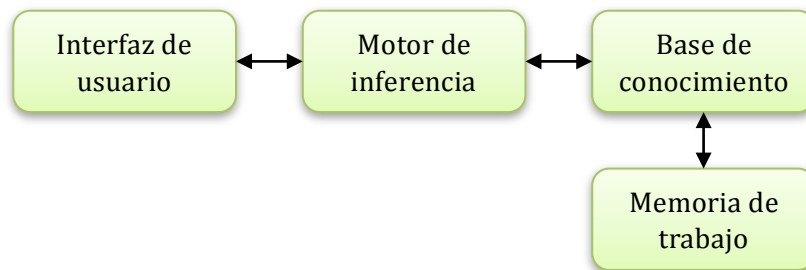 Interfaz de
usuario
Motor de
inferencia
Base de
conocimiento
Memoria de
trabajo